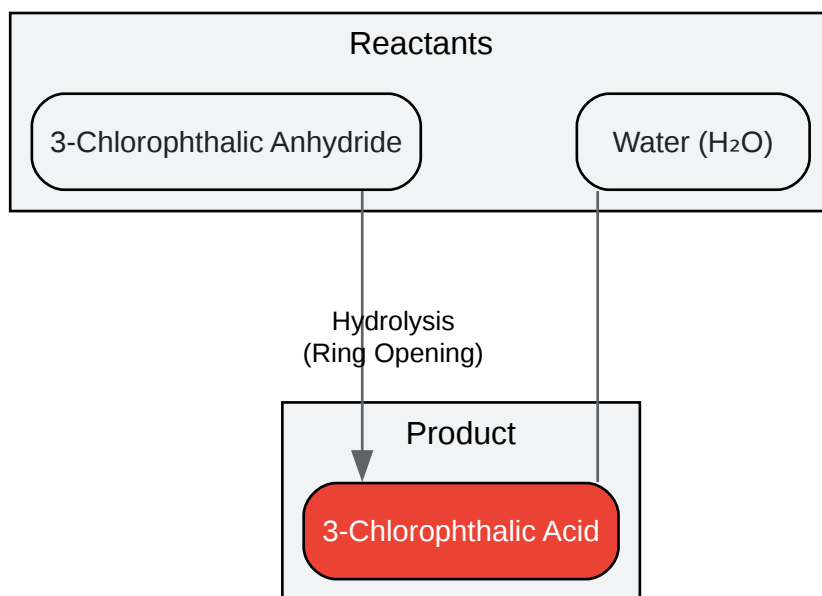 Reactants
3-Chlorophthalic Anhydride
Water (H₂O)
Hydrolysis
(Ring Opening)
Product
3-Chlorophthalic Acid